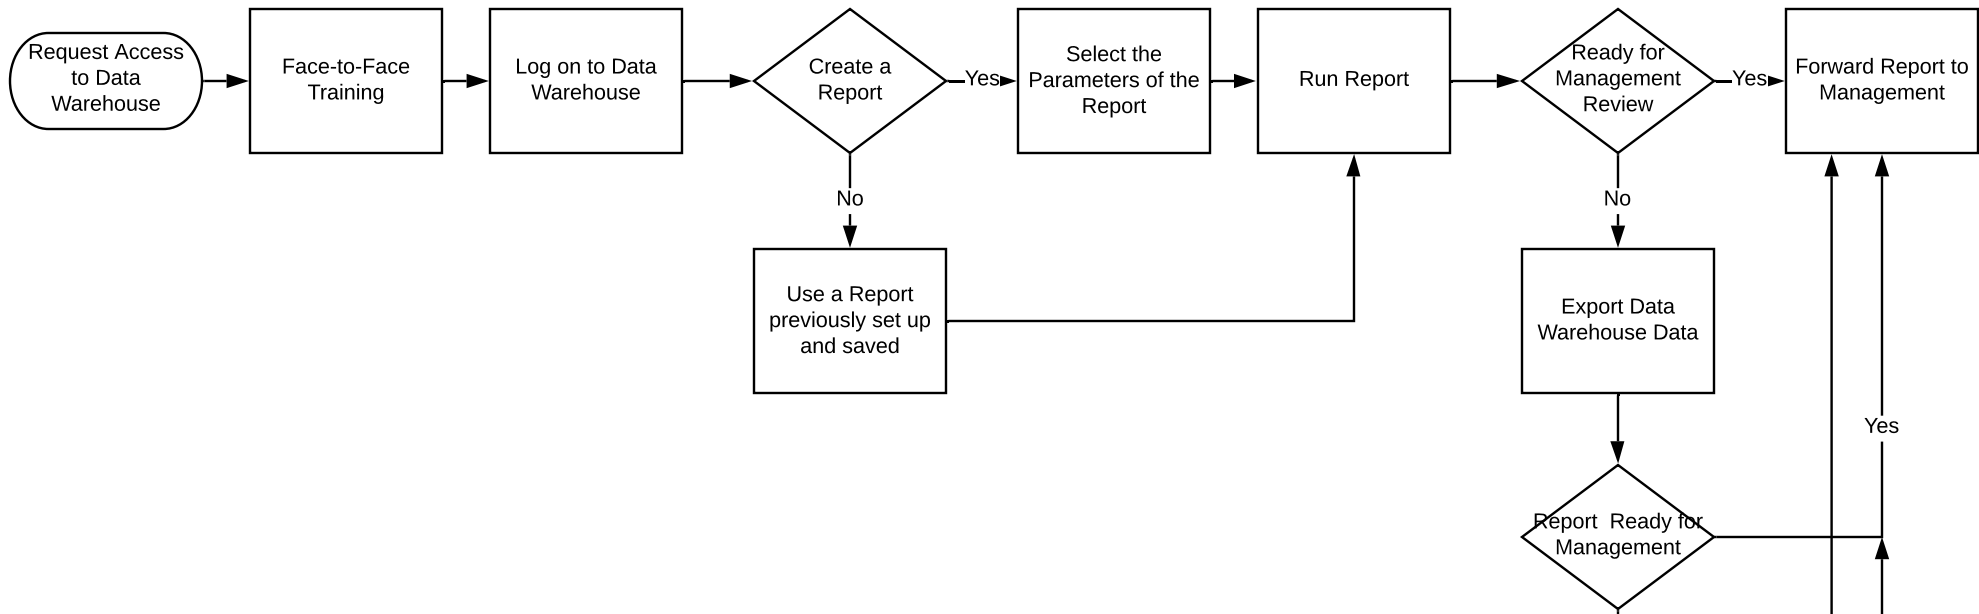 Request Access
to Data
Warehouse
Face-to-Face
Training
Log on to Data
Warehouse
Create a
Report
Yes
Select the
Parameters of the
Report
Run Report
Ready for
Management
Review
Yes
Forward Report to
Management
No
No
Use a Report
previously set up
and saved
Export Data
Warehouse Data
Yes
Report  Ready for
Management